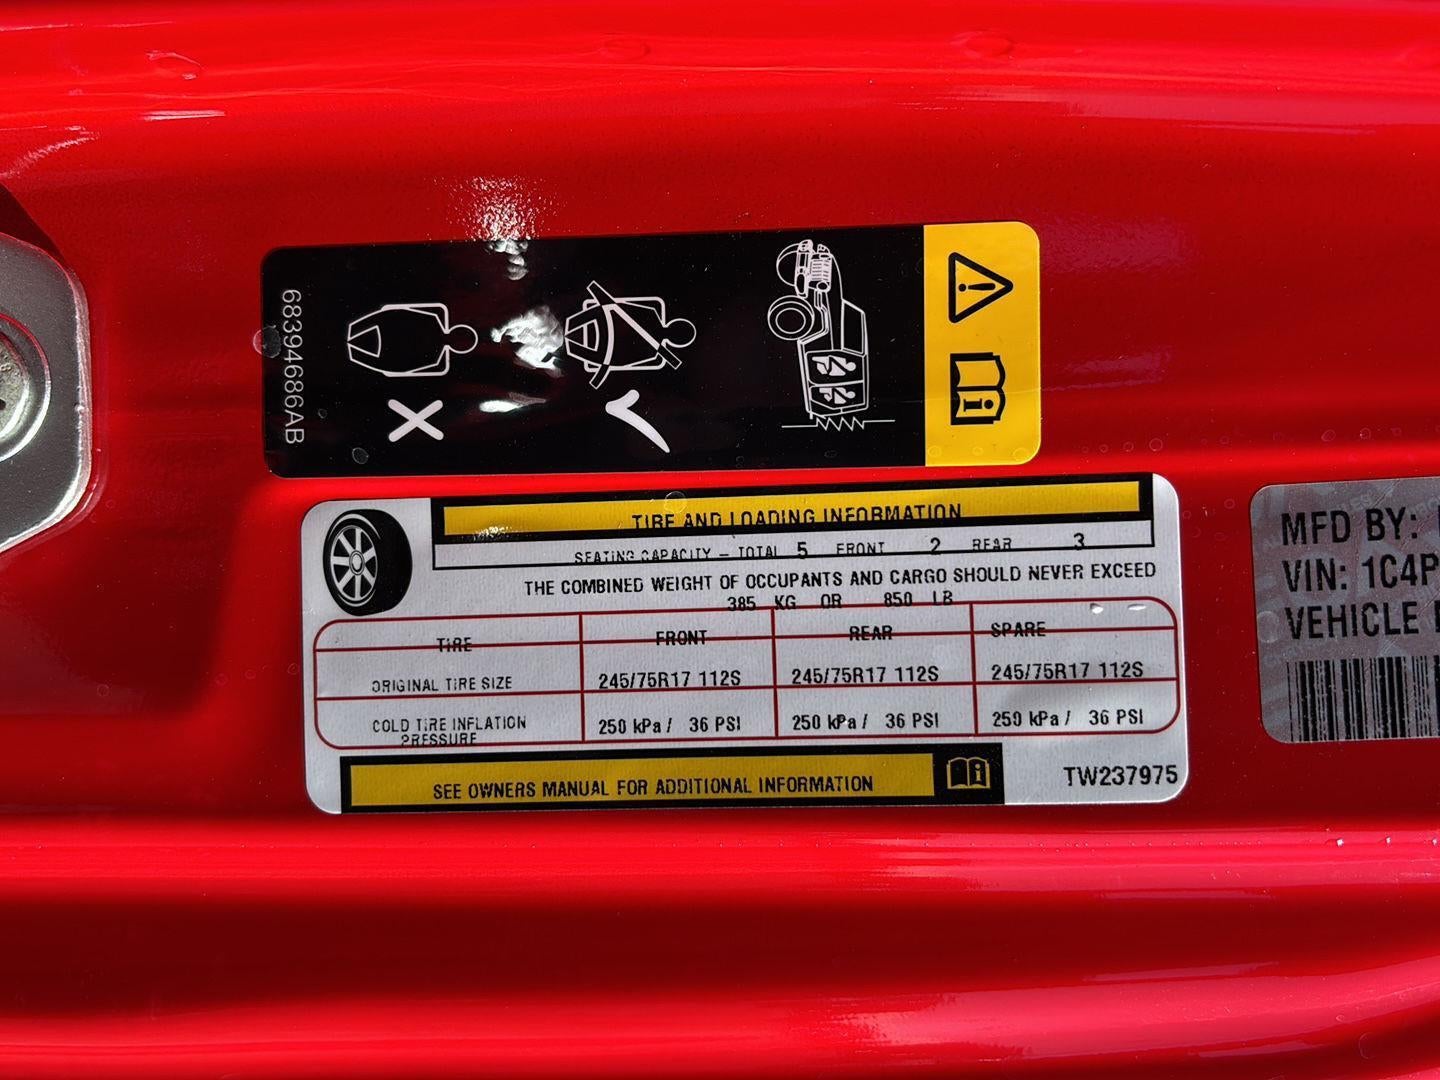 68394686AB
TIRE AND LOADING INFORMATION
SEATING CAPACITY – TOTAL 5 FRONT 2 REAR 3
THE COMBINED WEIGHT OF OCCUPANTS AND CARGO SHOULD NEVER EXCEED
385 KG OR 850 LB
TIRE FRONT REAR SPARE
ORIGINAL TIRE SIZE 245/75R17 112S 245/75R17 112S 245/75R17 112S
COLD TIRE INFLATION PRESSURE 250 kPa / 36 PSI 250 kPa / 36 PSI 250 kPa / 36 PSI
SEE OWNERS MANUAL FOR ADDITIONAL INFORMATION
TW237975
MFD BY:
VIN: 1C4P
VEHICLE